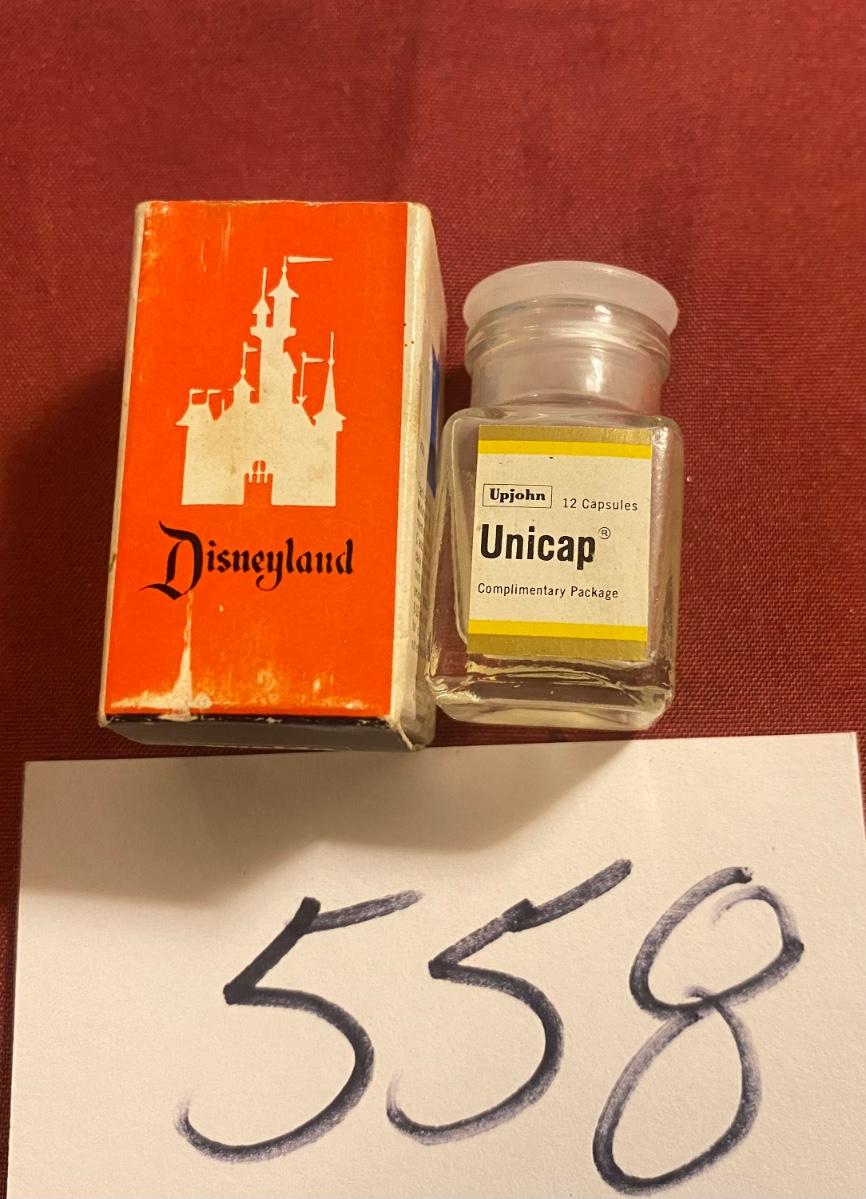 Disneyland
Upjohn 12 Capsules
Unicap®
Complimentary Package
558